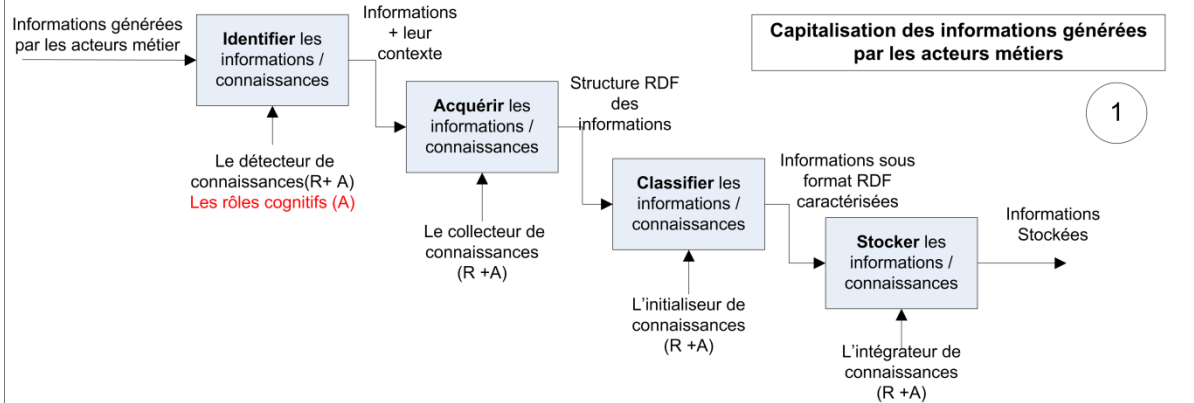 Informations générées
par les acteurs métier
Identifier les
informations /
connaissances
Le détecteur de
connaissances(R+ A)
Les rôles cognitifs (A)
Informations
+ leur
contexte
Acquérir les
informations /
connaissances
Le collecteur de
connaissances
(R +A)
Structure RDF
des
informations
Classifier les
informations /
connaissances
L'initialiseur de
connaissances
(R +A)
Informations sous
format RDF
caractérisées
Stocker les
informations /
connaissances
L'intégrateur de
connaissances
(R +A)
Informations
Stockées
Capitalisation des informations générées
par les acteurs métiers
1